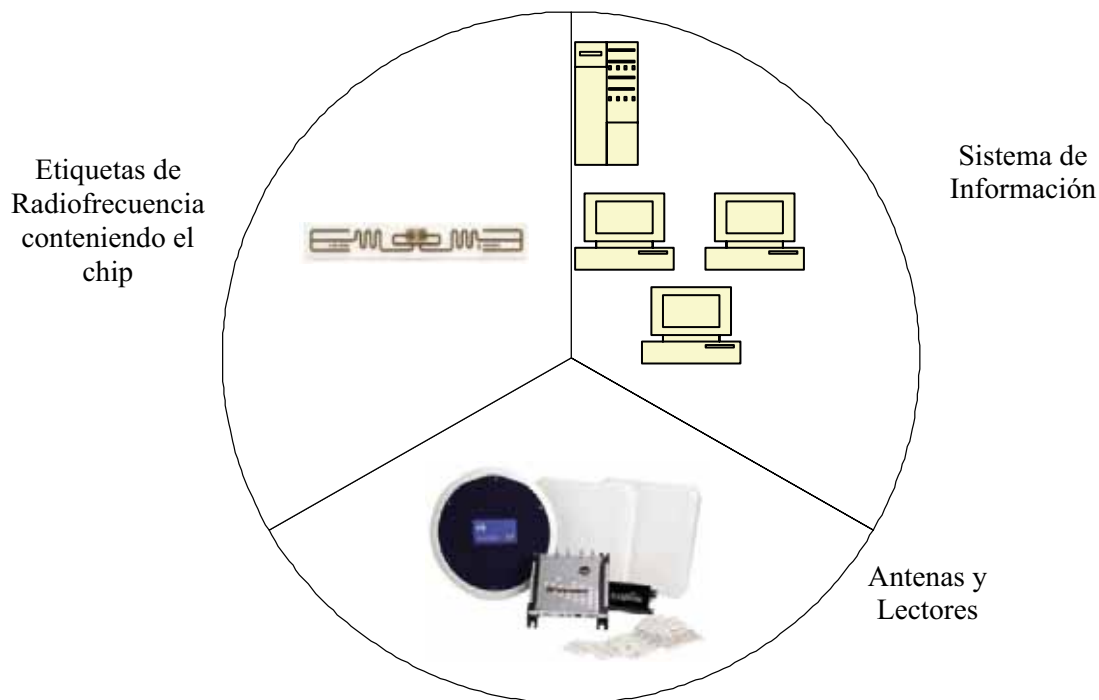 Etiquetas de
Radiofrecuencia
conteniendo el
chip
Sistema de
Información
Antenas y
Lectores